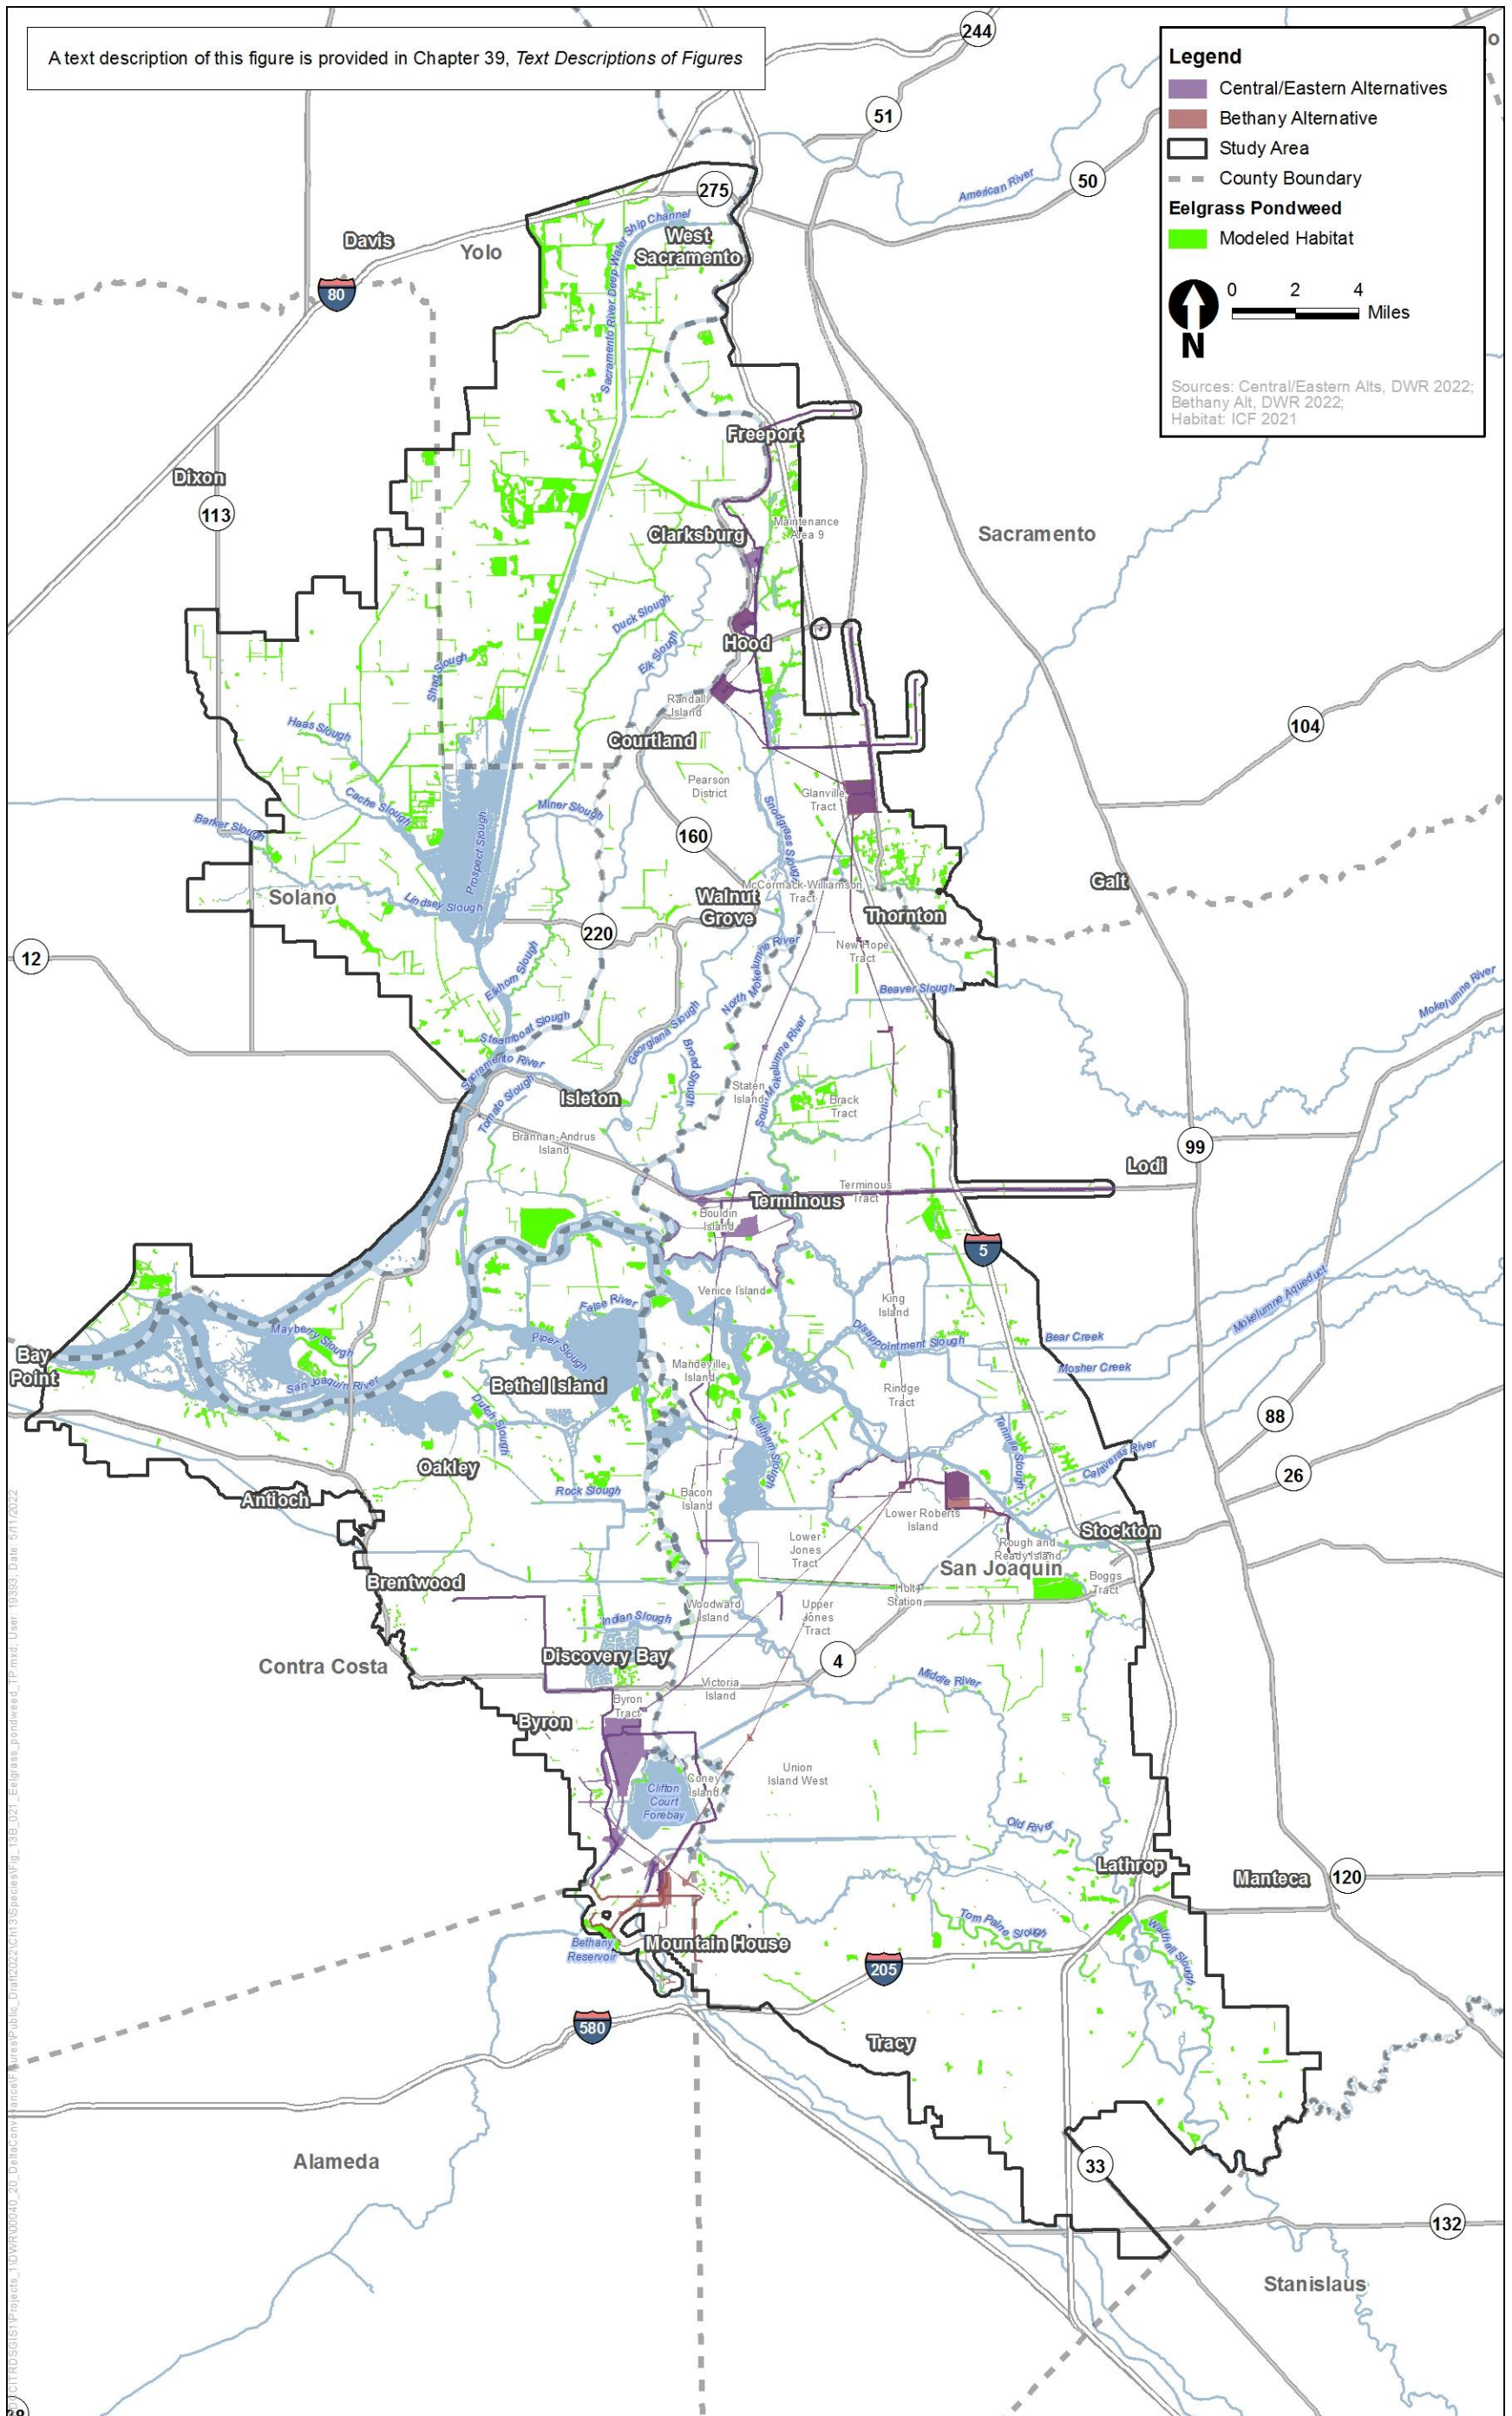 A text description of this figure is provided in Chapter 39, Text Descriptions of Figures
Legend
Central/Eastern Alternatives
Bethany Alternative
Study Area
County Boundary
Eelgrass Pondweed
Modeled Habitat
0 2 4
Miles
N
Sources: Central/Eastern Alts, DWR 2022;
Bethany Alt, DWR 2022;
Habitat: ICF 2021
244
51
50
American River
275
Sacramento River Deep Water Ship Channel
West
Sacramento
Davis
Yolo
80
Freeport
Dixon
113
Clarksburg
Maintenance
Area 9
Sacramento
Duck Slough
Elk Slough
Hood
Shag Slough
Randall
Island
Haas Slough
Courtland
104
Pearson
District
Glanville
Tract
Cache Slough
Miner Slough
Snodgrass Slough
Barker Slough
Prospect Slough
160
McCormack-Williamson
Tract
Galt
Solano
Lindsey Slough
Walnut
Grove
Thornton
220
12
New Hope
Tract
Elkhorn Slough
North Mokelumne River
Beaver Slough
Mokelumne River
Steamboat Slough
Georgiana Slough
Sacramento River
Broad Slough
South Mokelumne River
Tomato Slough
Isleton
Staten
Island
Brack
Tract
Brannan-Andrus
Island
99
Lodi
Terminous
Tract
Terminous
Bouldin
Island
5
Venice Island
King
Island
False River
Mokelumne Aqueduct
Mayberry Slough
Piper Slough
Disappointment Slough
Bear Creek
Bay
Point
Mosher Creek
San Joaquin River
Bethel Island
Mandeville
Island
Rindge
Tract
Dutch Slough
Latham Slough
Tenmile Slough
88
Calaveras River
Oakley
26
Antioch
Rock Slough
Bacon
Island
Lower Roberts
Island
Stockton
Lower
Jones
Tract
Rough and
Ready Island
San Joaquin
Brentwood
Holt
Station
Boggs
Tract
Woodward
Island
Upper
Jones
Tract
Indian Slough
Discovery Bay
Contra Costa
4
Victoria
Island
Middle River
Byron
Tract
Byron
Union
Island West
Coney
Island
Clifton
Court
Forebay
Old River
Lathrop
Manteca
120
Tom Paine Slough
Walthall Slough
Bethany
Reservoir
Mountain House
205
580
Tracy
Alameda
33
132
Stanislaus